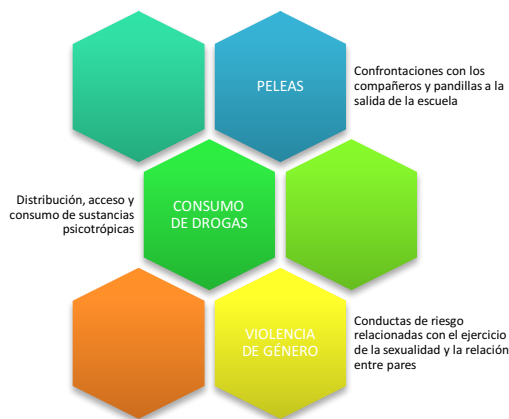 PELEAS
Confrontaciones con los
compañeros y pandillas a la
salida de la escuela
Distribución, acceso y
consumo de sustancias
psicotrópicas
CONSUMO
DE DROGAS
VIOLENCIA
DE GÉNERO
Conductas de riesgo
relacionadas con el ejercicio
de la sexualidad y la relación
entre pares